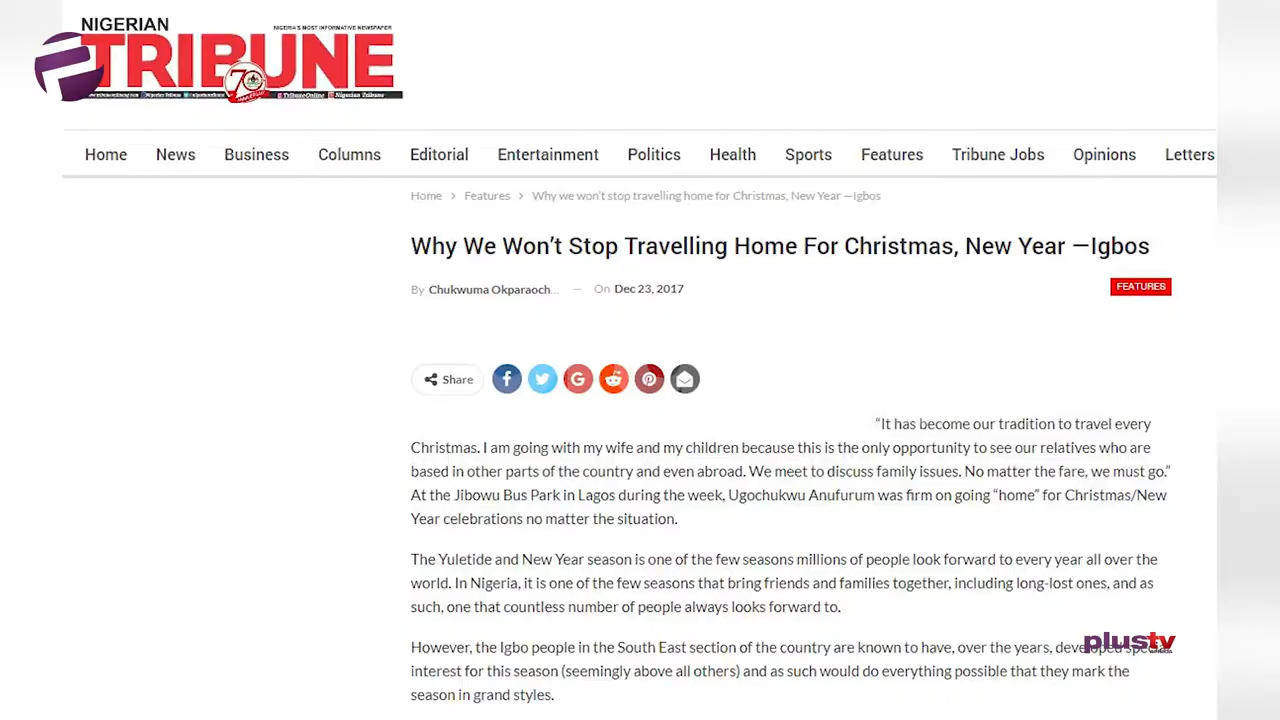 NIGERIAN
NIGERIA'S MOST INFORMATIVE NEWSPAPER
TRIBUNE
70
TribuneOnline Nigerian Tribune
Home News Business Columns Editorial Entertainment Politics Health Sports Features Tribune Jobs Opinions Letters
Home > Features > Why we won't stop travelling home for Christmas, New Year —Igbos
Why We Won't Stop Travelling Home For Christmas, New Year —Igbos
By Chukwuma Okparaoch... — On Dec 23, 2017
FEATURES
Share
“It has become our tradition to travel every
Christmas. I am going with my wife and my children because this is the only opportunity to see our relatives who are
based in other parts of the country and even abroad. We meet to discuss family issues. No matter the fare, we must go.”
At the Jibowu Bus Park in Lagos during the week, Ugochukwu Anufurum was firm on going “home” for Christmas/New
Year celebrations no matter the situation.
The Yuletide and New Year season is one of the few seasons millions of people look forward to every year all over the
world. In Nigeria, it is one of the few seasons that bring friends and families together, including long-lost ones, and as
such, one that countless number of people always looks forward to.
However, the Igbo people in the South East section of the country are known to have, over the years, developed
plustv
interest for this season (seemingly above all others) and as such would do everything possible that they mark the
season in grand styles.